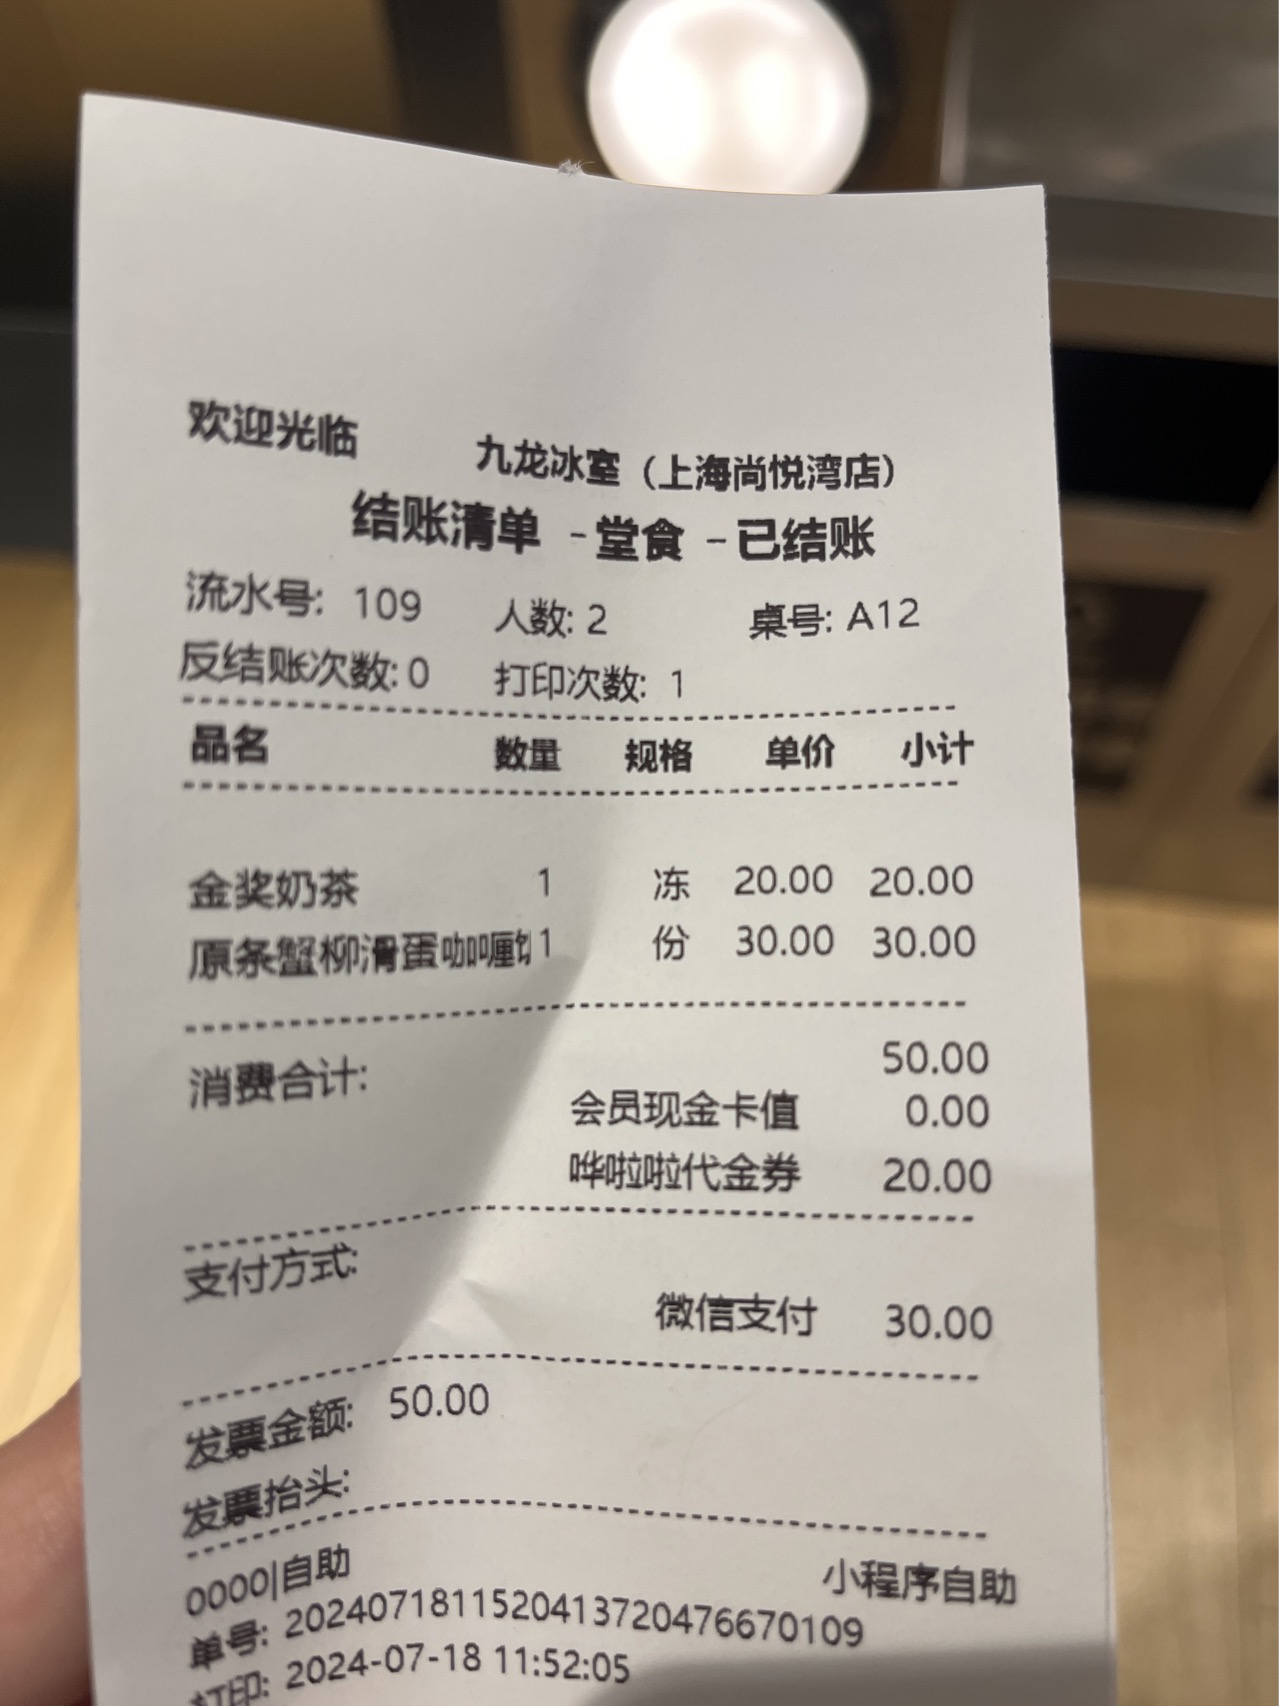 欢迎光临
九龙冰室（上海尚悦湾店）
结账清单 -堂食 -已结账
流水号: 109 人数: 2 桌号: A12
反结账次数: 0 打印次数: 1
品名 数量 规格 单价 小计
金奖奶茶 1 冻 20.00 20.00
原条蟹柳滑蛋咖喱 1 份 30.00 30.00
消费合计: 50.00
会员现金卡值 0.00
哗啦啦代金券 20.00
支付方式:
微信支付 30.00
发票金额: 50.00
发票抬头:
0000|自助 小程序自助
单号: 2024071811520413720476670109
打印: 2024-07-18 11:52:05